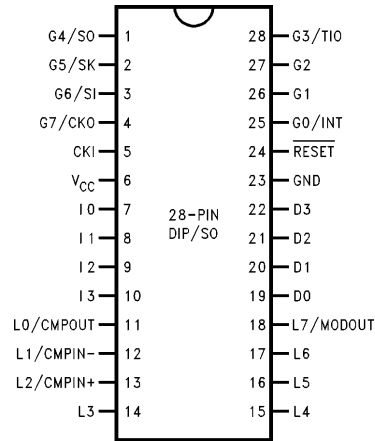 G4/SO 1 28 G3/TIO
G5/SK 2 27 G2
G6/SI 3 26 G1
G7/CKO 4 25 G0/INT
CKI 5 24 RESET
VCC 6 23 GND
I0 7 22 D3
28-PIN
DIP/SO
I1 8 21 D2
I2 9 20 D1
I3 10 19 D0
L0/CMPOUT 11 18 L7/MODOUT
L1/CMPIN- 12 17 L6
L2/CMPIN+ 13 16 L5
L3 14 15 L4